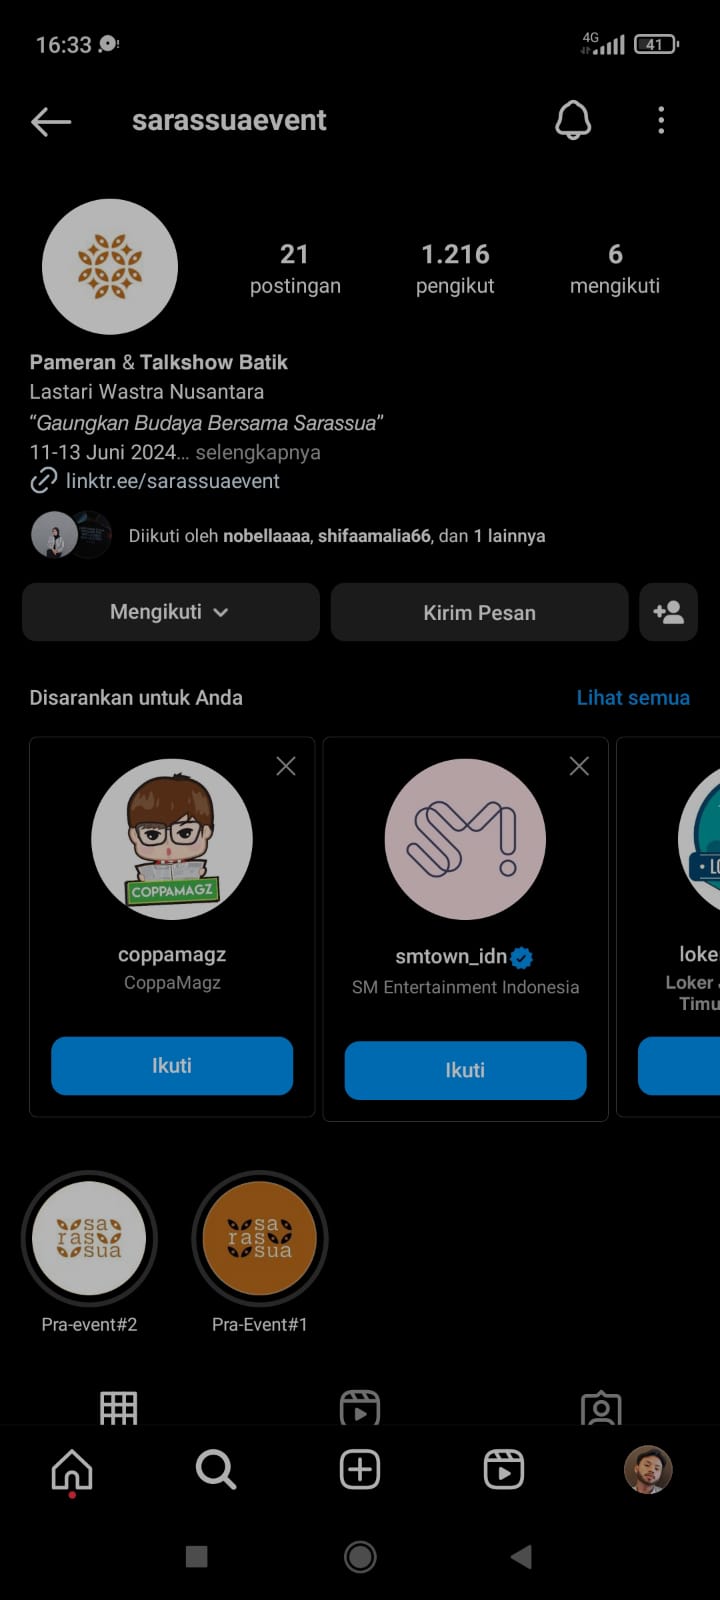 16:33
4G
41
sarassuaevent
21
postingan
1.216
pengikut
6
mengikuti
Pameran & Talkshow Batik
Lastari Wastra Nusantara
“Gaungkan Budaya Bersama Sarassua”
11-13 Juni 2024… selengkapnya
linktr.ee/sarassuaevent
Diikuti oleh nobellaaaa, shifaamalia66, dan 1 lainnya
Mengikuti
Kirim Pesan
Disarankan untuk Anda
Lihat semua
COPPAMAGZ
coppamagz
CoppaMagz
Ikuti
SM!
smtown_idn
SM Entertainment Indonesia
Ikuti
LO
loke
Loker
Timu
sa
ras
sua
Pra-event#2
sa
ras
sua
Pra-Event#1